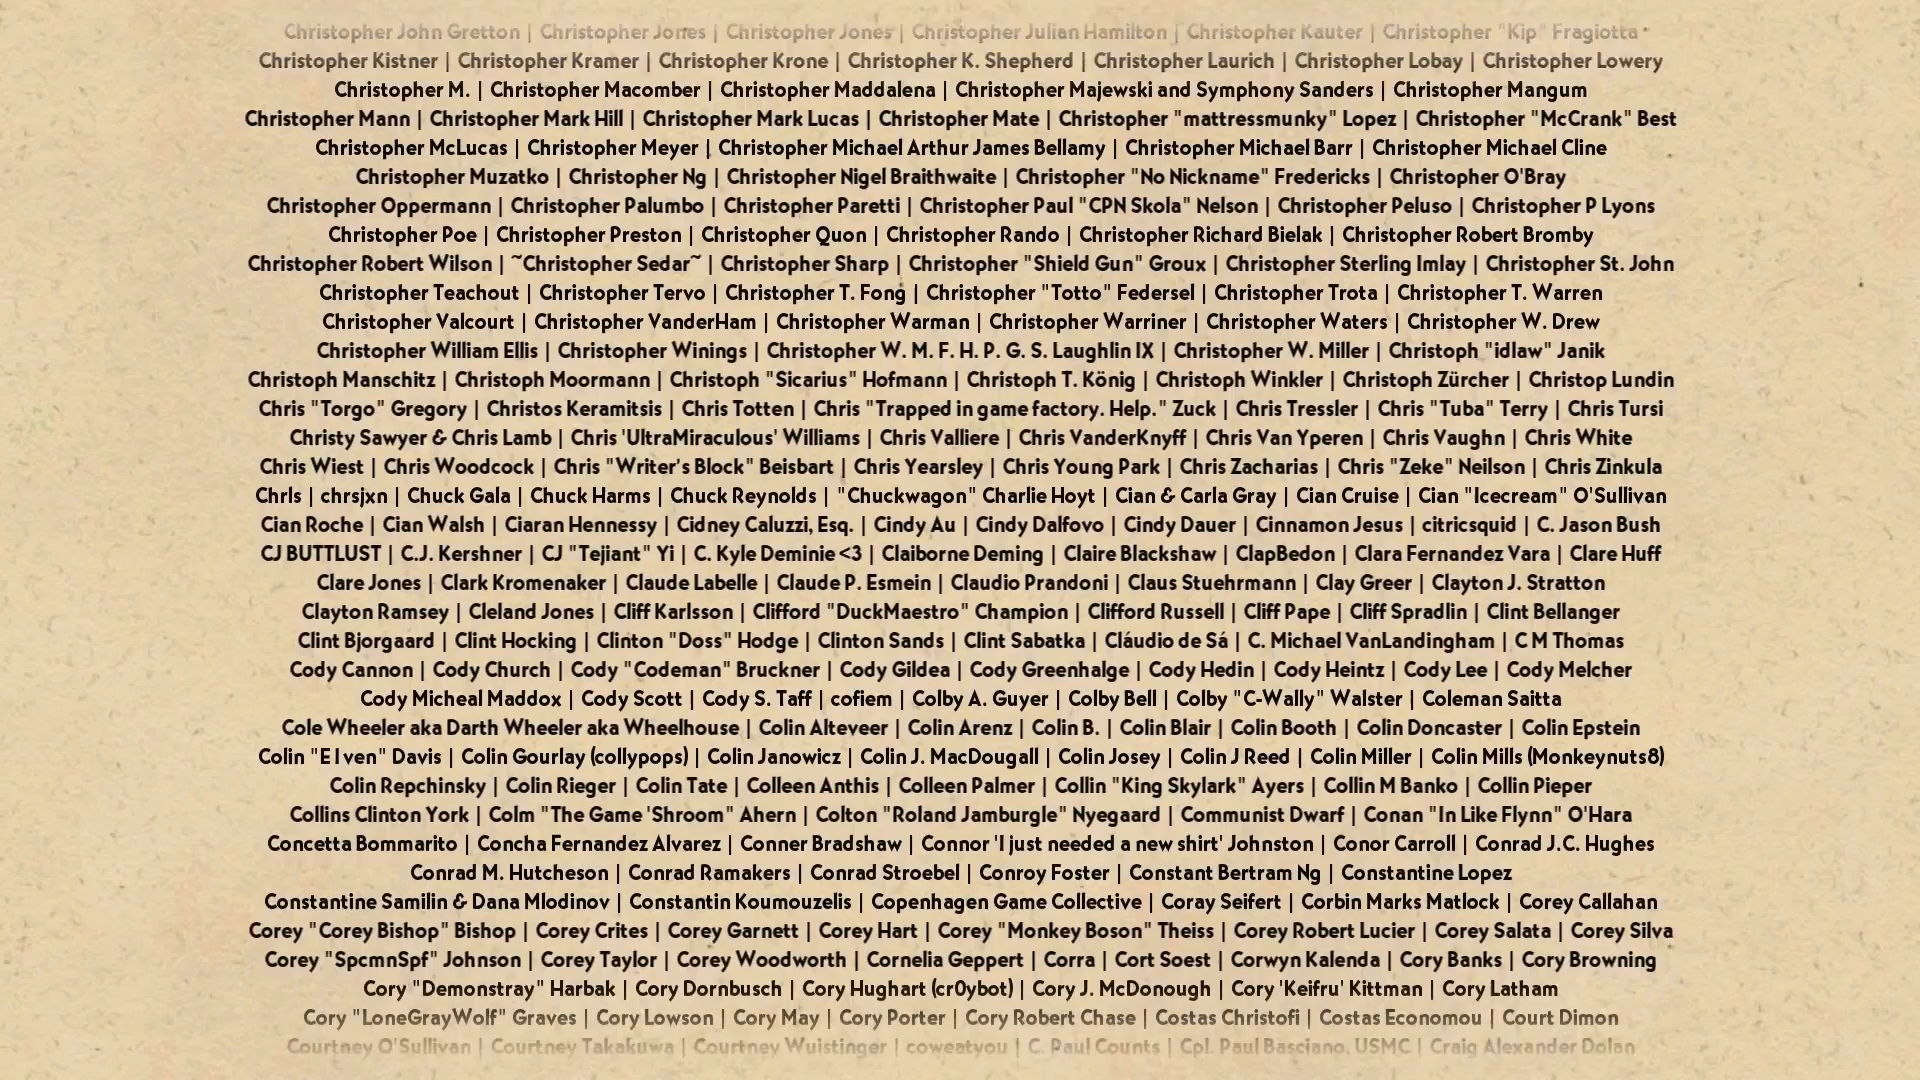 Christopher John Gretton | Christopher Jones | Christopher Jones | Christopher Julian Hamilton | Christopher Kauter | Christopher "Kip" Fragiotta
Christopher Kistner | Christopher Kramer | Christopher Krone | Christopher K. Shepherd | Christopher Laurich | Christopher Lobay | Christopher Lowery
Christopher M. | Christopher Macomber | Christopher Maddalena | Christopher Majewski and Symphony Sanders | Christopher Mangum
Christopher Mann | Christopher Mark Hill | Christopher Mark Lucas | Christopher Mate | Christopher "mattressmunky" Lopez | Christopher "McCrank" Best
Christopher McLucas | Christopher Meyer | Christopher Michael Arthur James Bellamy | Christopher Michael Barr | Christopher Michael Cline
Christopher Muzatko | Christopher Ng | Christopher Nigel Braithwaite | Christopher "No Nickname" Fredericks | Christopher O'Bray
Christopher Oppermann | Christopher Palumbo | Christopher Paretti | Christopher Paul "CPN Skola" Nelson | Christopher Peluso | Christopher P Lyons
Christopher Poe | Christopher Preston | Christopher Quon | Christopher Rando | Christopher Richard Bielak | Christopher Robert Bromby
Christopher Robert Wilson | ~Christopher Sedar~ | Christopher Sharp | Christopher "Shield Gun" Groux | Christopher Sterling Imlay | Christopher St. John
Christopher Teachout | Christopher Tervo | Christopher T. Fong | Christopher "Totto" Federsel | Christopher Trota | Christopher T. Warren
Christopher Valcourt | Christopher VanderHam | Christopher Warman | Christopher Warriner | Christopher Waters | Christopher W. Drew
Christopher William Ellis | Christopher Winings | Christopher W. M. F. H. P. G. S. Laughlin IX | Christopher W. Miller | Christoph "idlaw" Janik
Christoph Manschitz | Christoph Moormann | Christoph "Sicarius" Hofmann | Christoph T. König | Christoph Winkler | Christoph Zürcher | Christop Lundin
Chris "Torgo" Gregory | Christos Keramitsis | Chris Totten | Chris "Trapped in game factory. Help." Zuck | Chris Tressler | Chris "Tuba" Terry | Chris Tursi
Christy Sawyer & Chris Lamb | Chris 'UltraMiraculous' Williams | Chris Valliere | Chris VanderKnyff | Chris Van Yperen | Chris Vaughn | Chris White
Chris Wiest | Chris Woodcock | Chris "Writer's Block" Beisbart | Chris Yearsley | Chris Young Park | Chris Zacharias | Chris "Zeke" Neilson | Chris Zinkula
Chrls | chrsjxn | Chuck Gala | Chuck Harms | Chuck Reynolds | "Chuckwagon" Charlie Hoyt | Cian & Carla Gray | Cian Cruise | Cian "Icecream" O'Sullivan
Cian Roche | Cian Walsh | Ciaran Hennessy | Cidney Caluzzi, Esq. | Cindy Au | Cindy Dalfovo | Cindy Dauer | Cinnamon Jesus | citricsquid | C. Jason Bush
CJ BUTTLUST | C.J. Kershner | CJ "Tejiant" Yi | C. Kyle Deminie <3 | Claiborne Deming | Claire Blackshaw | ClapBedon | Clara Fernandez Vara | Clare Huff
Clare Jones | Clark Kromenaker | Claude Labelle | Claude P. Esmein | Claudio Prandoni | Claus Stuehrmann | Clay Greer | Clayton J. Stratton
Clayton Ramsey | Cleland Jones | Cliff Karlsson | Clifford "DuckMaestro" Champion | Clifford Russell | Cliff Pape | Cliff Spradlin | Clint Bellanger
Clint Bjorgaard | Clint Hocking | Clinton "Doss" Hodge | Clinton Sands | Clint Sabatka | Cláudio de Sá | C. Michael VanLandingham | C M Thomas
Cody Cannon | Cody Church | Cody "Codeman" Bruckner | Cody Gildea | Cody Greenhalge | Cody Hedin | Cody Heintz | Cody Lee | Cody Melcher
Cody Micheal Maddox | Cody Scott | Cody S. Taff | cofiem | Colby A. Guyer | Colby Bell | Colby "C-Wally" Walster | Coleman Saitta
Cole Wheeler aka Darth Wheeler aka Wheelhouse | Colin Alteveer | Colin Arenz | Colin B. | Colin Blair | Colin Booth | Colin Doncaster | Colin Epstein
Colin "E l ven" Davis | Colin Gourlay (collypops) | Colin Janowicz | Colin J. MacDougall | Colin Josey | Colin J Reed | Colin Miller | Colin Mills (Monkeynuts8)
Colin Repchinsky | Colin Rieger | Colin Tate | Colleen Anthis | Colleen Palmer | Collin "King Skylark" Ayers | Collin M Banko | Collin Pieper
Collins Clinton York | Colm "The Game 'Shroom" Ahern | Colton "Roland Jamburgle" Nyegaard | Communist Dwarf | Conan "In Like Flynn" O'Hara
Concetta Bommarito | Concha Fernandez Alvarez | Conner Bradshaw | Connor 'I just needed a new shirt' Johnston | Conor Carroll | Conrad J.C. Hughes
Conrad M. Hutcheson | Conrad Ramakers | Conrad Stroebel | Conroy Foster | Constant Bertram Ng | Constantine Lopez
Constantine Samilin & Dana Mlodinov | Constantin Koumouzelis | Copenhagen Game Collective | Coray Seifert | Corbin Marks Matlock | Corey Callahan
Corey "Corey Bishop" Bishop | Corey Crites | Corey Garnett | Corey Hart | Corey "Monkey Boson" Theiss | Corey Robert Lucier | Corey Salata | Corey Silva
Corey "SpcmnSpf" Johnson | Corey Taylor | Corey Woodworth | Cornelia Geppert | Corra | Cort Soest | Corwyn Kalenda | Cory Banks | Cory Browning
Cory "Demonstray" Harbak | Cory Dornbusch | Cory Hughart (cr0ybot) | Cory J. McDonough | Cory 'Keifru' Kittman | Cory Latham
Cory "LoneGrayWolf" Graves | Cory Lowson | Cory May | Cory Porter | Cory Robert Chase | Costas Christofi | Costas Economou | Court Dimon
Courtney O'Sullivan | Courtney Takakuwa | Courtney Wuistinger | coweatyou | C. Paul Counts | Cpl. Paul Basciano, USMC | Craig Alexander Dolan